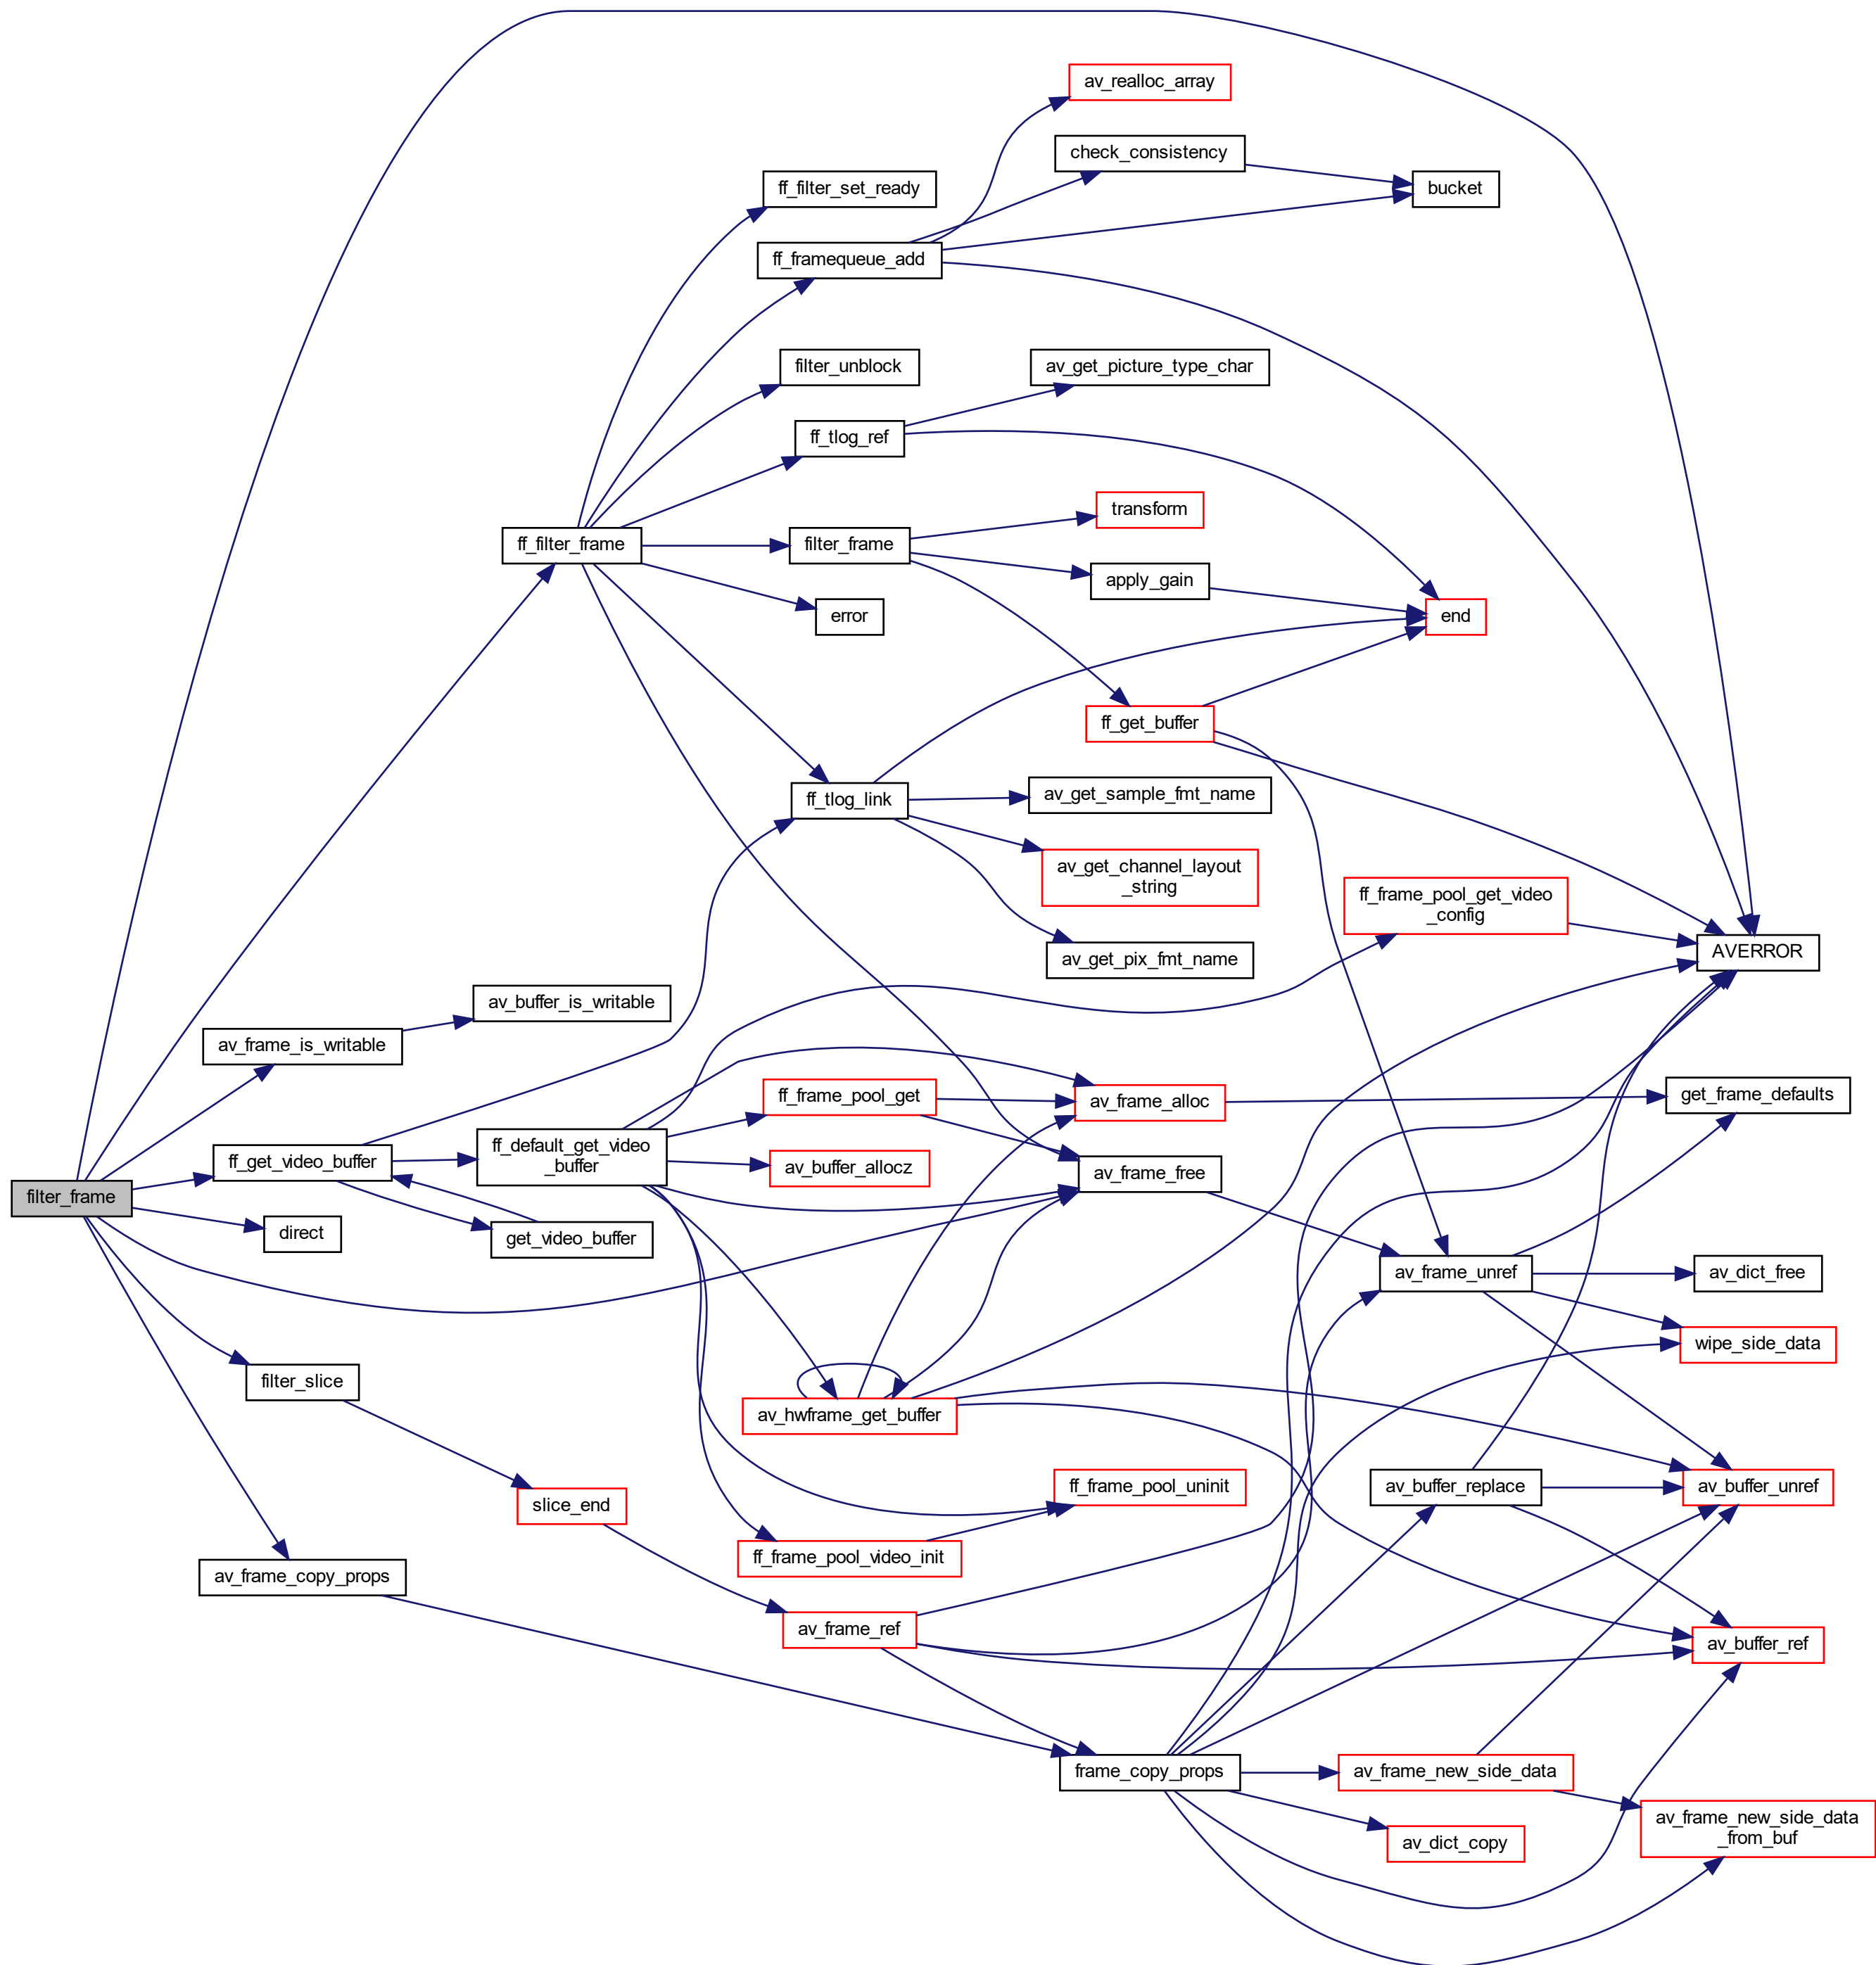 av_realloc_array
check_consistency
ff_filter_set_ready
bucket
ff_framequeue_add
filter_unblock
av_get_picture_type_char
ff_tlog_ref
transform
ff_filter_frame
filter_frame
apply_gain
error
end
ff_get_buffer
ff_tlog_link
av_get_sample_fmt_name
av_get_channel_layout
_string
ff_frame_pool_get_video
_config
av_get_pix_fmt_name
AVERROR
av_buffer_is_writable
av_frame_is_writable
ff_frame_pool_get
av_frame_alloc
get_frame_defaults
ff_get_video_buffer
ff_default_get_video
_buffer
av_buffer_allocz
av_frame_free
filter_frame
direct
get_video_buffer
av_frame_unref
av_dict_free
wipe_side_data
filter_slice
av_hwframe_get_buffer
ff_frame_pool_uninit
av_buffer_replace
av_buffer_unref
slice_end
ff_frame_pool_video_init
av_frame_copy_props
av_frame_ref
av_buffer_ref
frame_copy_props
av_frame_new_side_data
av_frame_new_side_data
_from_buf
av_dict_copy